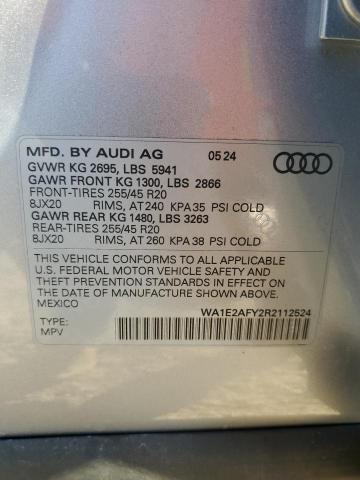 MFD. BY AUDI AG 05 24
GVWR KG 2695, LBS 5941
GAWR FRONT KG 1300, LBS 2866
FRONT-TIRES 255/45 R20
8JX20 RIMS, AT 240 KPA 35 PSI COLD
GAWR REAR KG 1480, LBS 3263
REAR-TIRES 255/45 R20
8JX20 RIMS, AT 260 KPA 38 PSI COLD
THIS VEHICLE CONFORMS TO ALL APPLICABLE
U.S. FEDERAL MOTOR VEHICLE SAFETY AND
THEFT PREVENTION STANDARDS IN EFFECT ON
THE DATE OF MANUFACTURE SHOWN ABOVE.
MEXICO
WA1E2AFY2R2112524
TYPE:
MPV